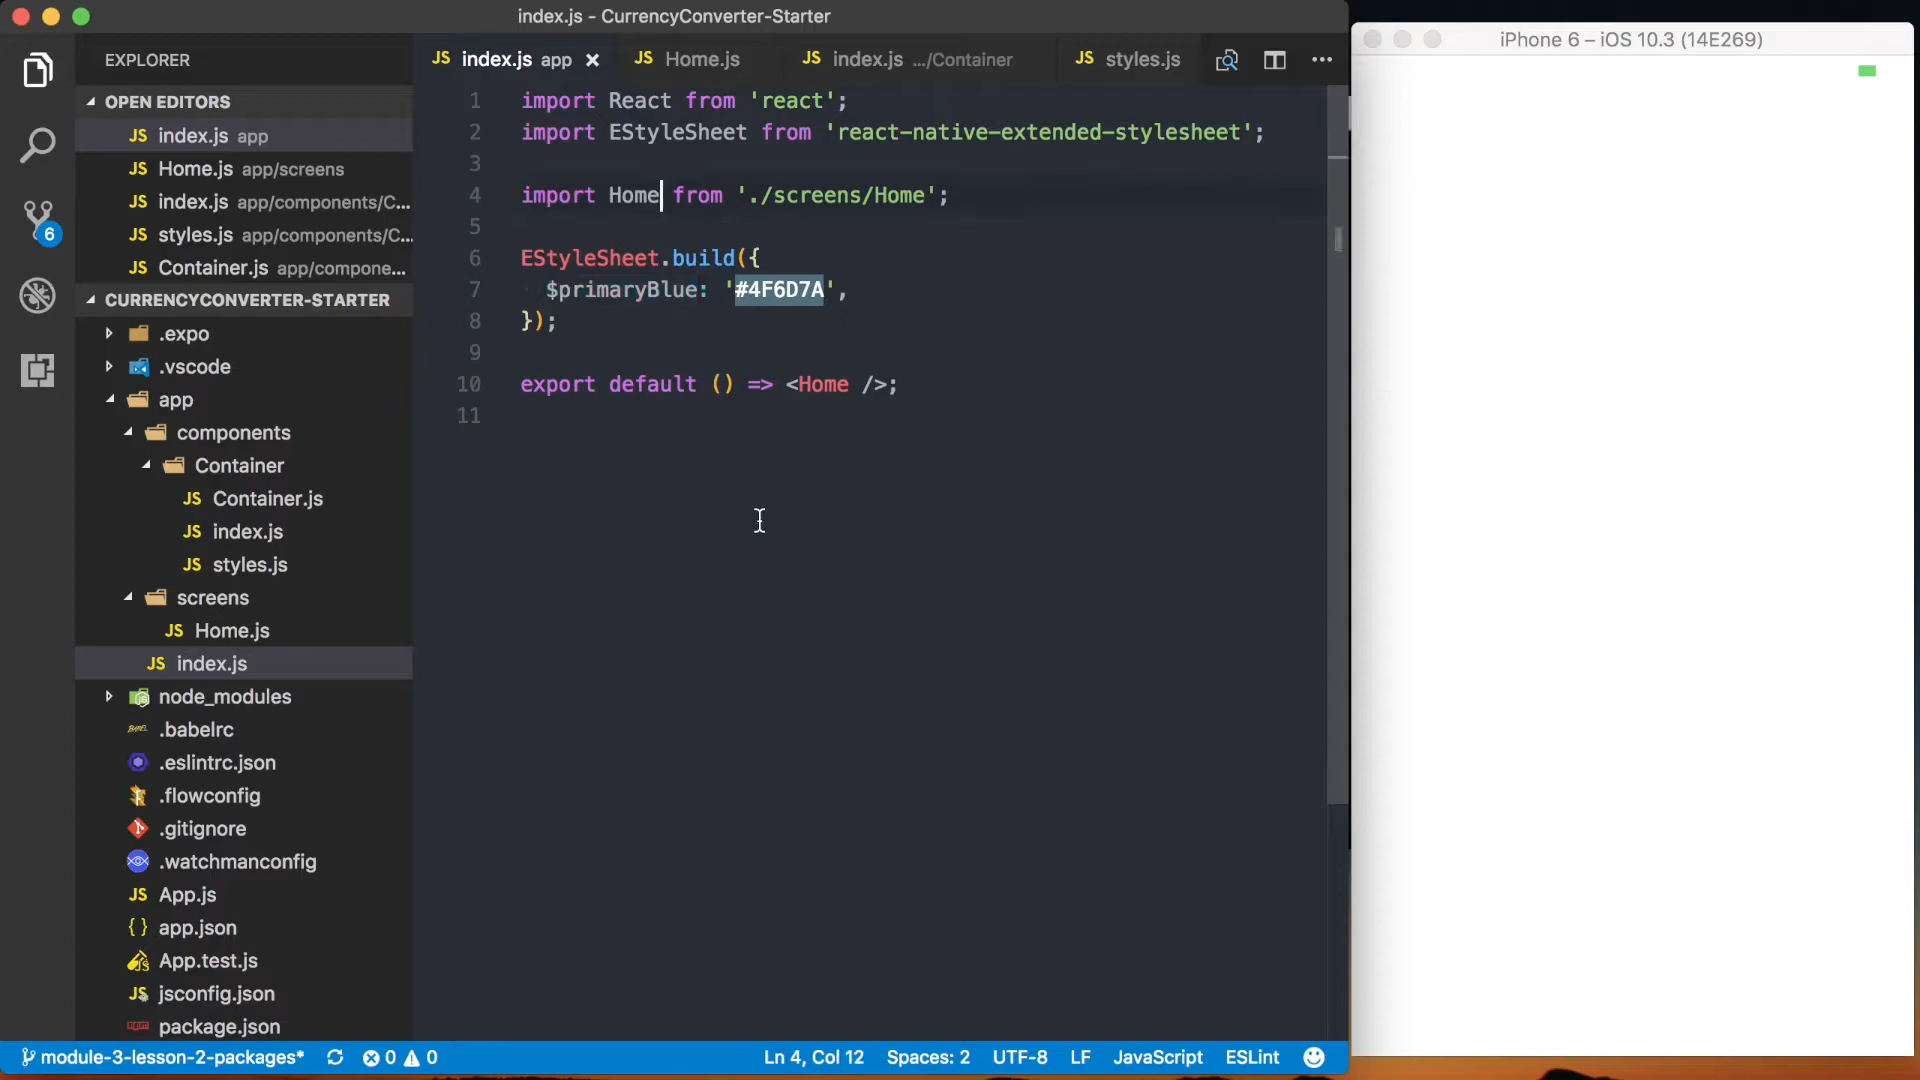 index.js - CurrencyConverter-Starter
EXPLORER
OPEN EDITORS
JS index.js app
JS Home.js app/screens
JS index.js app/components/C...
JS styles.js app/components/C...
JS Container.js app/compone...
CURRENCYCONVERTER-STARTER
.expo
.vscode
app
components
Container
JS Container.js
JS index.js
JS styles.js
screens
JS Home.js
JS index.js
node_modules
.babelrc
.eslintrc.json
.flowconfig
.gitignore
.watchmanconfig
JS App.js
{ } app.json
App.test.js
JS jsconfig.json
package.json
6
JS index.js app × JS Home.js JS index.js .../Container JS styles.js ...
1 import React from 'react';
2 import EStyleSheet from 'react-native-extended-stylesheet';
3
4 import Home from './screens/Home';
5
6 EStyleSheet.build({
7 $primaryBlue: '#4F6D7A',
8 });
9
10 export default () => <Home />;
11
module-3-lesson-2-packages* 0 0 Ln 4, Col 12 Spaces: 2 UTF-8 LF JavaScript ESLint
iPhone 6 – iOS 10.3 (14E269)